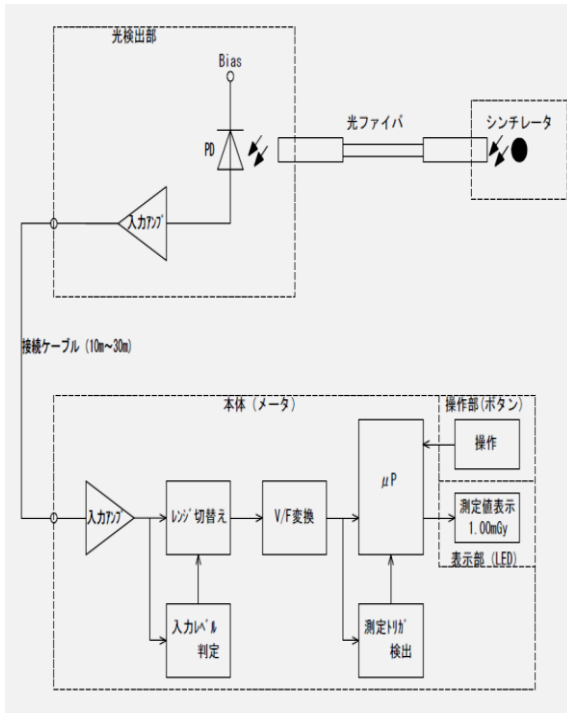 光検出部
Bias
PD
光ファイバ
シンチレータ
入力アンプ
接続ケーブル (10m~30m)
本体 (メータ)
操作部(ボタン)
操作
入力アンプ
レンジ切替え
V/F変換
μP
測定値表示
1.00mGy
表示部 (LED)
入力レベル
判定
測定トリガ
検出